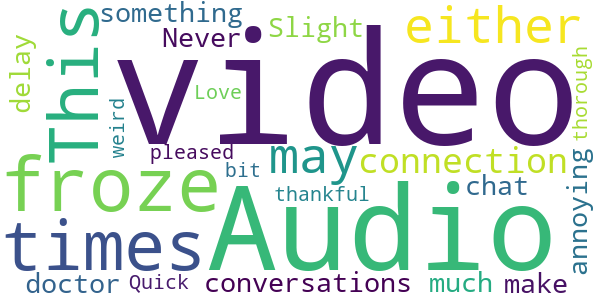 something
Never
Slight
either
delay
This
video
Love
thorough
weird
pleased
bit
may
connection
froze
thankful
chat
annoying
times
Audio
doctor
Quick
conversations
much
make